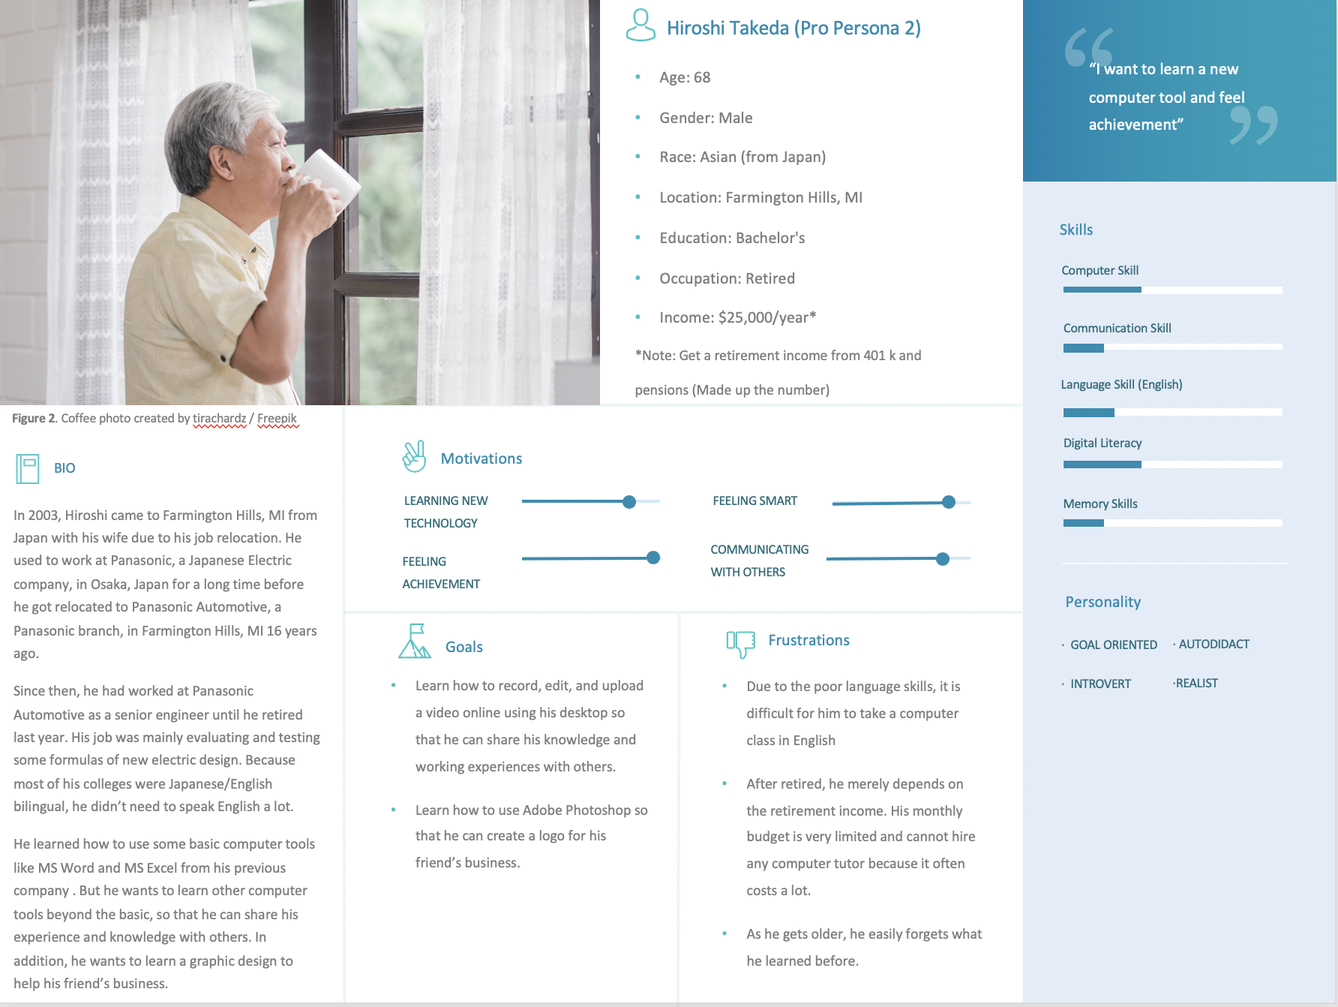 Hiroshi Takeda (Pro Persona 2)
• Age: 68
• Gender: Male
• Race: Asian (from Japan)
• Location: Farmington Hills, MI
• Education: Bachelor's
• Occupation: Retired
• Income: $25,000/year*
*Note: Get a retirement income from 401 k and
pensions (Made up the number)
“I want to learn a new
computer tool and feel
achievement”
Figure 2. Coffee photo created by tirachardz / Freepik
BIO
In 2003, Hiroshi came to Farmington Hills, MI from
Japan with his wife due to his job relocation. He
used to work at Panasonic, a Japanese Electric
company, in Osaka, Japan for a long time before
he got relocated to Panasonic Automotive, a
Panasonic branch, in Farmington Hills, MI 16 years
ago.
Since then, he had worked at Panasonic
Automotive as a senior engineer until he retired
last year. His job was mainly evaluating and testing
some formulas of new electric design. Because
most of his colleges were Japanese/English
bilingual, he didn’t need to speak English a lot.
He learned how to use some basic computer tools
like MS Word and MS Excel from his previous
company . But he wants to learn other computer
tools beyond the basic, so that he can share his
experience and knowledge with others. In
addition, he wants to learn a graphic design to
help his friend’s business.
Motivations
LEARNING NEW
TECHNOLOGY
FEELING SMART
FEELING
ACHIEVEMENT
COMMUNICATING
WITH OTHERS
Goals
• Learn how to record, edit, and upload
a video online using his desktop so
that he can share his knowledge and
working experiences with others.
• Learn how to use Adobe Photoshop so
that he can create a logo for his
friend’s business.
Frustrations
• Due to the poor language skills, it is
difficult for him to take a computer
class in English
• After retired, he merely depends on
the retirement income. His monthly
budget is very limited and cannot hire
any computer tutor because it often
costs a lot.
• As he gets older, he easily forgets what
he learned before.
Skills
Computer Skill
Communication Skill
Language Skill (English)
Digital Literacy
Memory Skills
Personality
· GOAL ORIENTED · AUTODIDACT
· INTROVERT ·REALIST